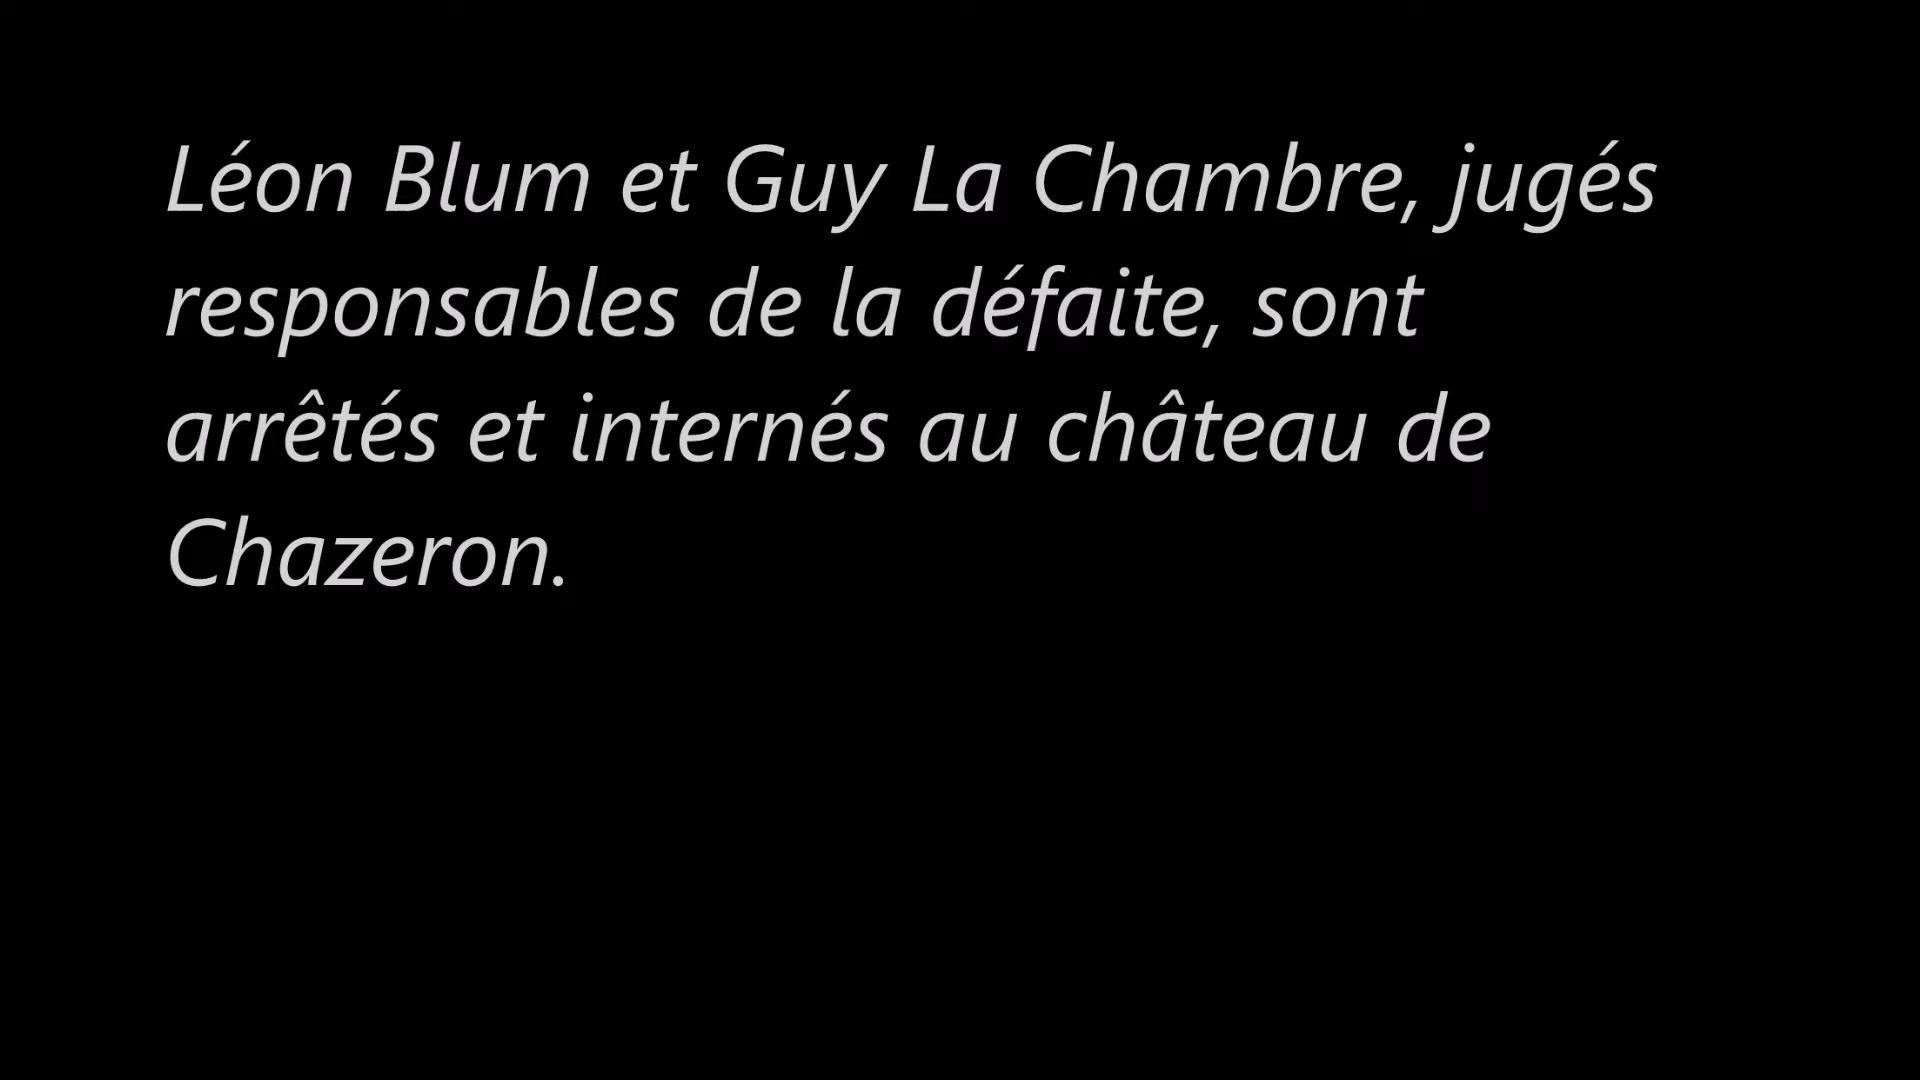 Léon Blum et Guy La Chambre, jugés
responsables de la défaite, sont
arrêtés et internés au château de
Chazeron.